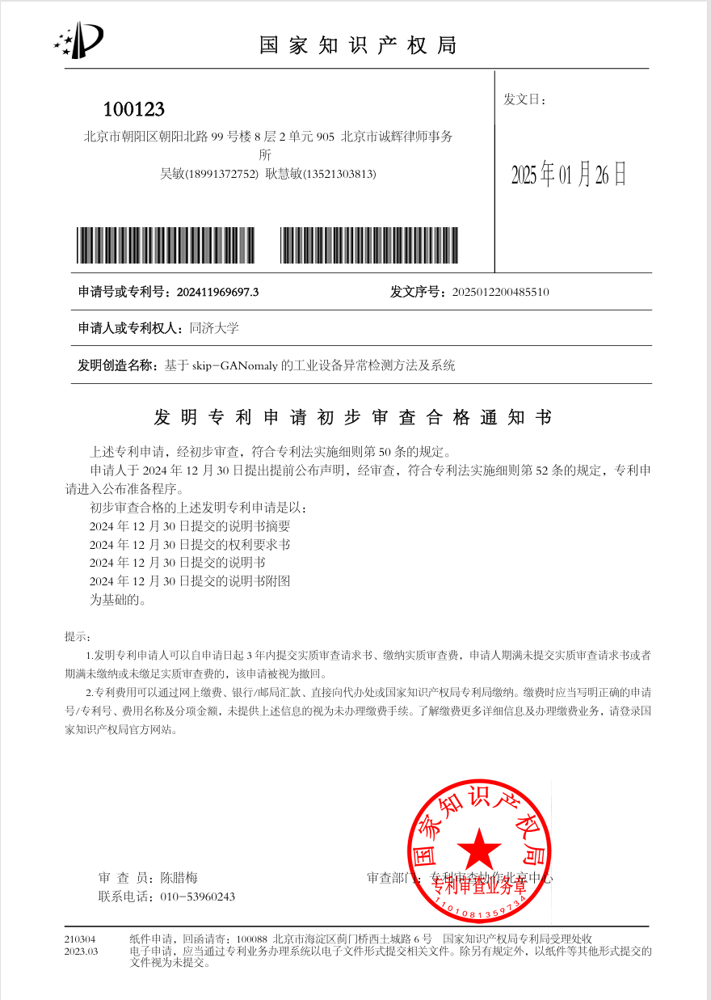 国家知识产权局
100123
发文日：
北京市朝阳区朝阳北路 99 号楼 8 层 2 单元 905 北京市诚辉律师事务
所
吴敏(18991372752) 耿慧敏(13521303813)
2025 年 01 月 26 日
申请号或专利号：202411969697.3 发文序号：2025012200485510
申请人或专利权人：同济大学
发明创造名称：基于 skip-GANomaly 的工业设备异常检测方法及系统
发明专利申请初步审查合格通知书
上述专利申请，经初步审查，符合专利法实施细则第 50 条的规定。
申请人于 2024 年 12 月 30 日提出提前公布声明，经审查，符合专利法实施细则第 52 条的规定，专利申
请进入公布准备程序。
初步审查合格的上述发明专利申请是以：
2024 年 12 月 30 日提交的说明书摘要
2024 年 12 月 30 日提交的权利要求书
2024 年 12 月 30 日提交的说明书
2024 年 12 月 30 日提交的说明书附图
为基础的。
提示：
1.发明专利申请人可以自申请日起 3 年内提交实质审查请求书、缴纳实质审查费，申请人期满未提交实质审查请求书或者
期满未缴纳或未缴足实质审查费的，该申请被视为撤回。
2.专利费用可以通过网上缴费、银行/邮局汇款、直接向代办处或国家知识产权局专利局缴纳。缴费时应当写明正确的申请
号/专利号、费用名称及分项金额，未提供上述信息的视为未办理缴费手续。了解缴费更多详细信息及办理缴费业务，请登录国
家知识产权局官方网站。
国家知识产权局
审 查 员：陈腊梅 审查部门：专利审查协作北京中心
专利审查业务章
联系电话：010-53960243
1101081359734
210304 纸件申请，回函请寄：100088 北京市海淀区蓟门桥西土城路 6 号 国家知识产权局专利局受理处收
2023.03 电子申请，应当通过专利业务办理系统以电子文件形式提交相关文件。除另有规定外，以纸件等其他形式提交的
文件视为未提交。